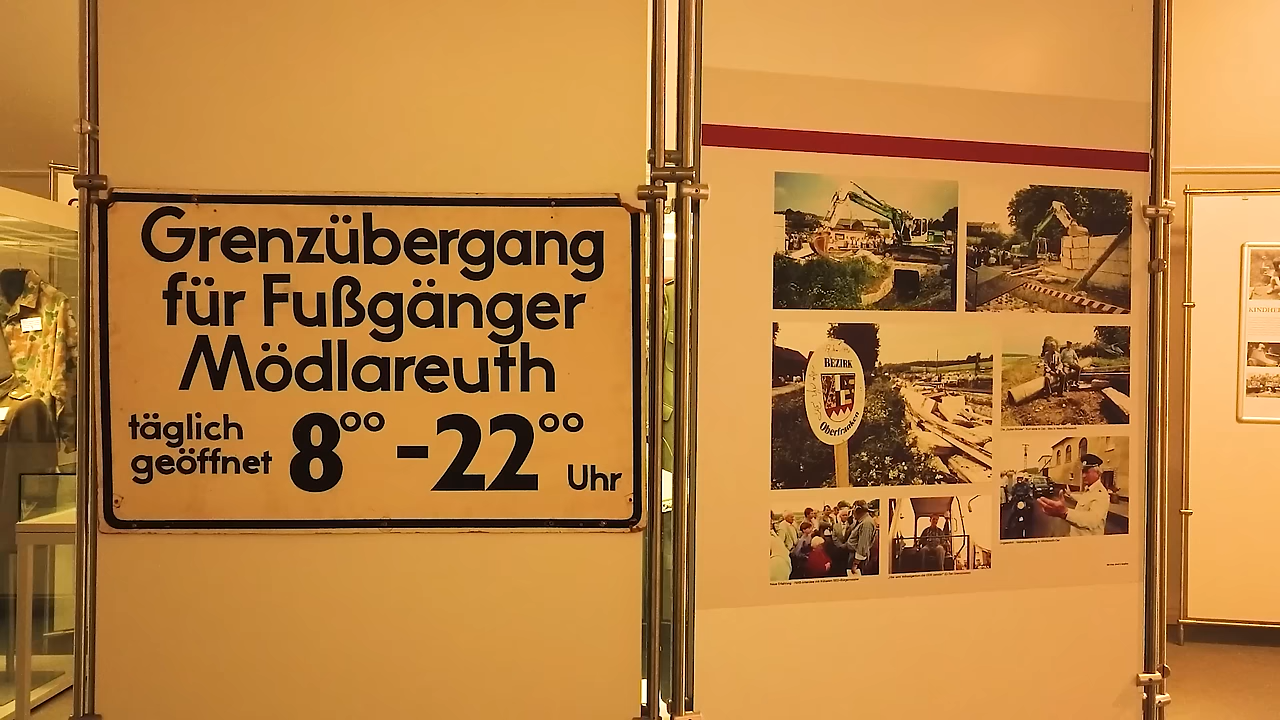 Grenzübergang
für Fußgänger
Mödlareuth
täglich
geöffnet
8⁰⁰ - 22⁰⁰ Uhr
BEZIRK
Oberfranken